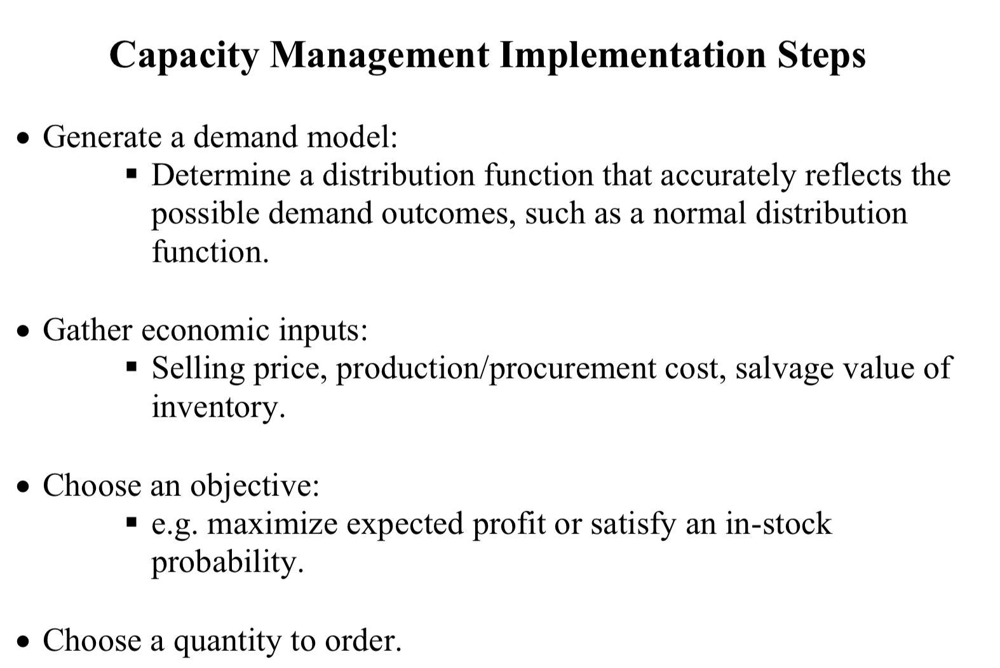 Capacity Management Implementation Steps
• Generate a demand model:
▪ Determine a distribution function that accurately reflects the
possible demand outcomes, such as a normal distribution
function.
• Gather economic inputs:
▪ Selling price, production/procurement cost, salvage value of
inventory.
• Choose an objective:
▪ e.g. maximize expected profit or satisfy an in-stock
probability.
• Choose a quantity to order.